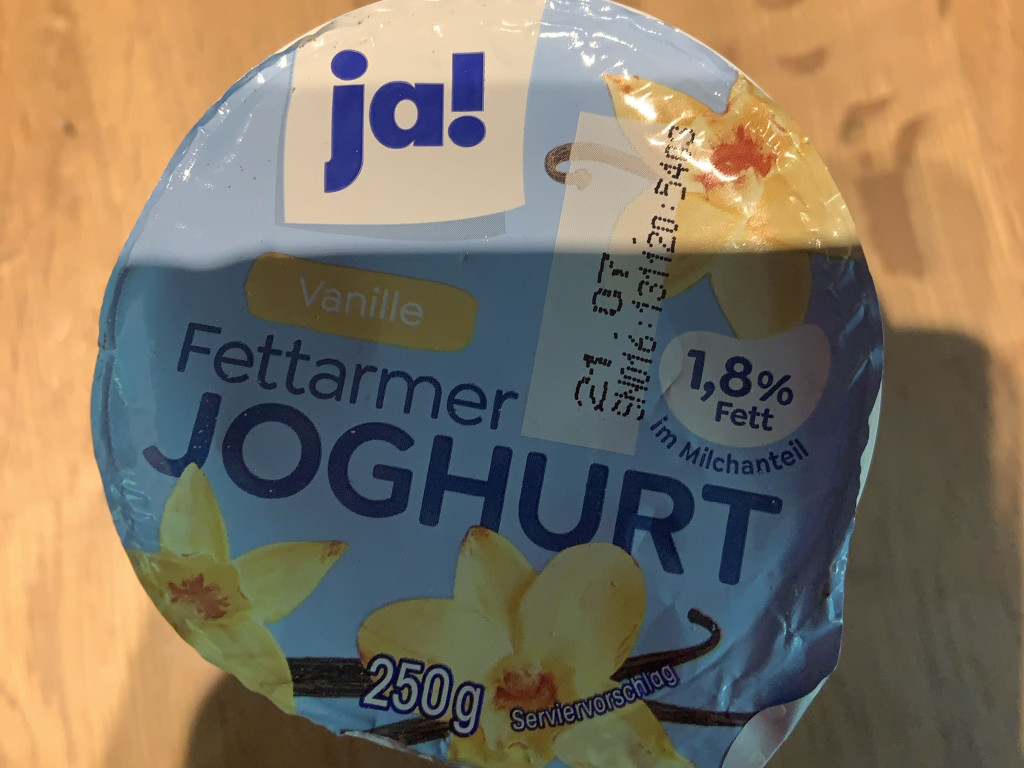 ja!
Vanille
Fettarmer
JOGHURT
1,8%
Fett
im Milchanteil
21.07.
250g
Serviervorschlag